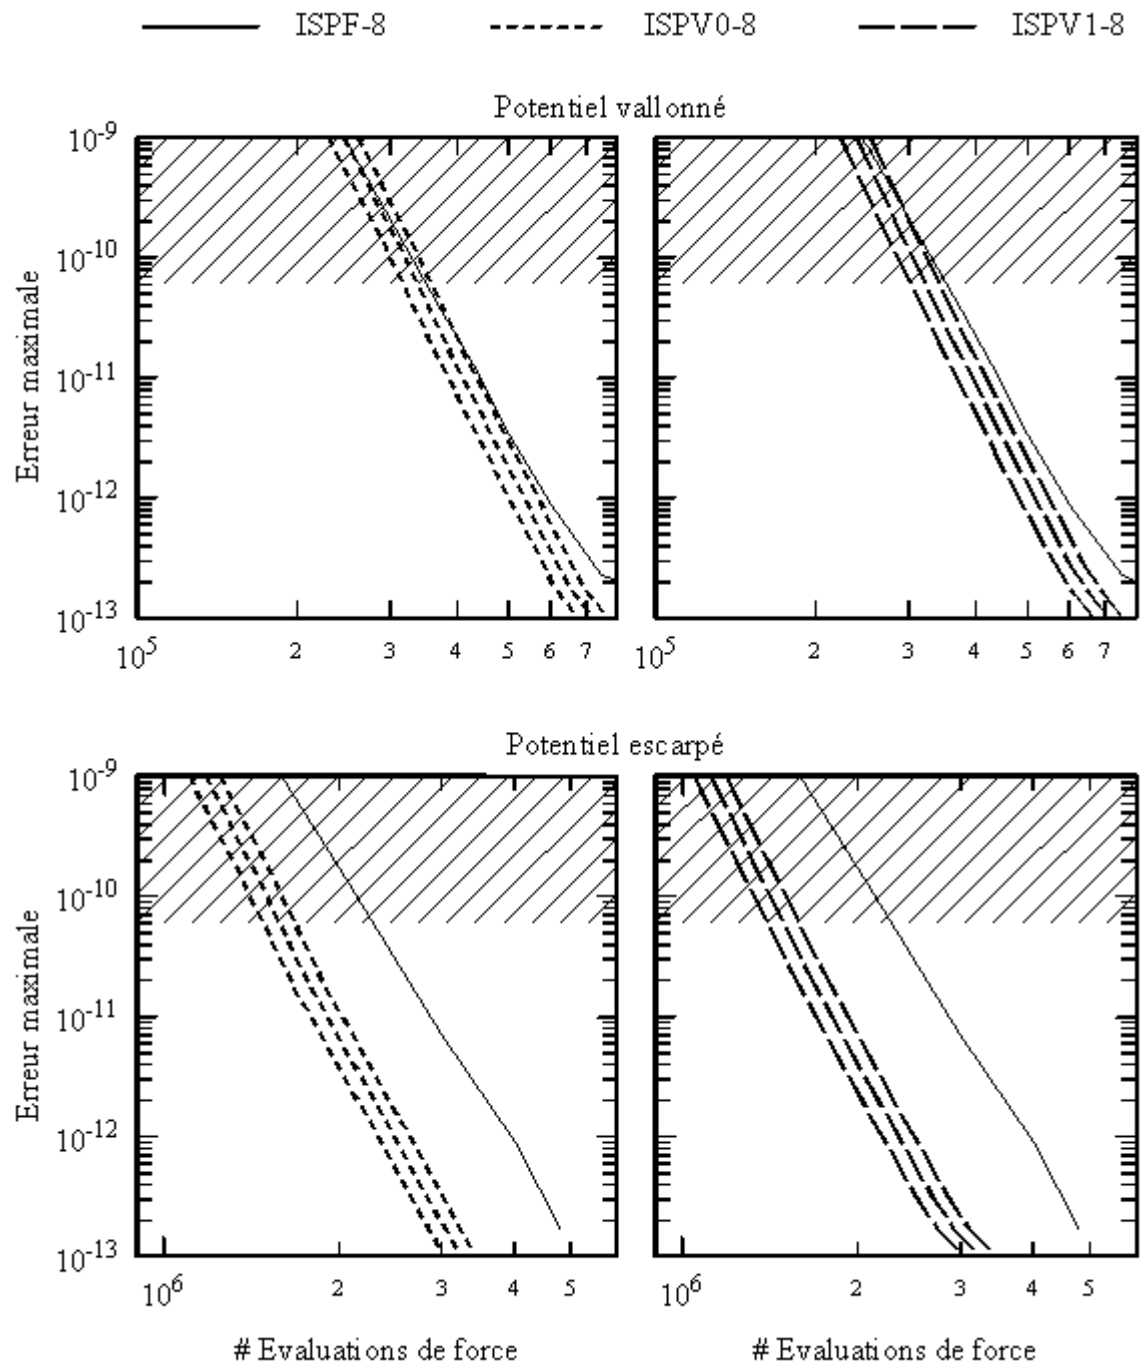 ISPF-8 ISPV0-8 ISPV1-8
Potentiel vallonné
Erreur maximale
10-9
10-10
10-11
10-12
10-13
105 2 3 4 5 6 7
105 2 3 4 5 6 7
Potentiel escarpé
Erreur maximale
10-9
10-10
10-11
10-12
10-13
106 2 3 4 5
106 2 3 4 5
# Evaluations de force
# Evaluations de force